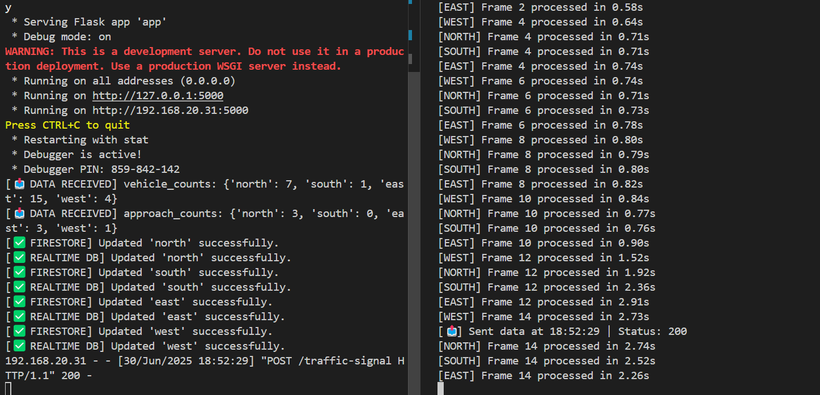 y
 * Serving Flask app 'app'
 * Debug mode: on
WARNING: This is a development server. Do not use it in a produc
tion deployment. Use a production WSGI server instead.
 * Running on all addresses (0.0.0.0)
 * Running on http://127.0.0.1:5000
 * Running on http://192.168.20.31:5000
Press CTRL+C to quit
 * Restarting with stat
 * Debugger is active!
 * Debugger PIN: 859-842-142
[📥 DATA RECEIVED] vehicle_counts: {'north': 7, 'south': 1, 'eas
t': 15, 'west': 4}
[📥 DATA RECEIVED] approach_counts: {'north': 3, 'south': 0, 'ea
st': 3, 'west': 1}
[✅ FIRESTORE] Updated 'north' successfully.
[✅ REALTIME DB] Updated 'north' successfully.
[✅ FIRESTORE] Updated 'south' successfully.
[✅ REALTIME DB] Updated 'south' successfully.
[✅ FIRESTORE] Updated 'east' successfully.
[✅ REALTIME DB] Updated 'east' successfully.
[✅ FIRESTORE] Updated 'west' successfully.
[✅ REALTIME DB] Updated 'west' successfully.
192.168.20.31 - - [30/Jun/2025 18:52:29] "POST /traffic-signal H
TTP/1.1" 200 -
[EAST] Frame 2 processed in 0.58s
[WEST] Frame 4 processed in 0.64s
[NORTH] Frame 4 processed in 0.71s
[SOUTH] Frame 4 processed in 0.71s
[EAST] Frame 4 processed in 0.74s
[WEST] Frame 6 processed in 0.74s
[NORTH] Frame 6 processed in 0.71s
[SOUTH] Frame 6 processed in 0.73s
[EAST] Frame 6 processed in 0.78s
[WEST] Frame 8 processed in 0.80s
[NORTH] Frame 8 processed in 0.79s
[SOUTH] Frame 8 processed in 0.80s
[EAST] Frame 8 processed in 0.82s
[WEST] Frame 10 processed in 0.84s
[NORTH] Frame 10 processed in 0.77s
[SOUTH] Frame 10 processed in 0.76s
[EAST] Frame 10 processed in 0.90s
[WEST] Frame 12 processed in 1.52s
[NORTH] Frame 12 processed in 1.92s
[SOUTH] Frame 12 processed in 2.36s
[EAST] Frame 12 processed in 2.91s
[WEST] Frame 14 processed in 2.73s
[📤] Sent data at 18:52:29 | Status: 200
[NORTH] Frame 14 processed in 2.74s
[SOUTH] Frame 14 processed in 2.52s
[EAST] Frame 14 processed in 2.26s